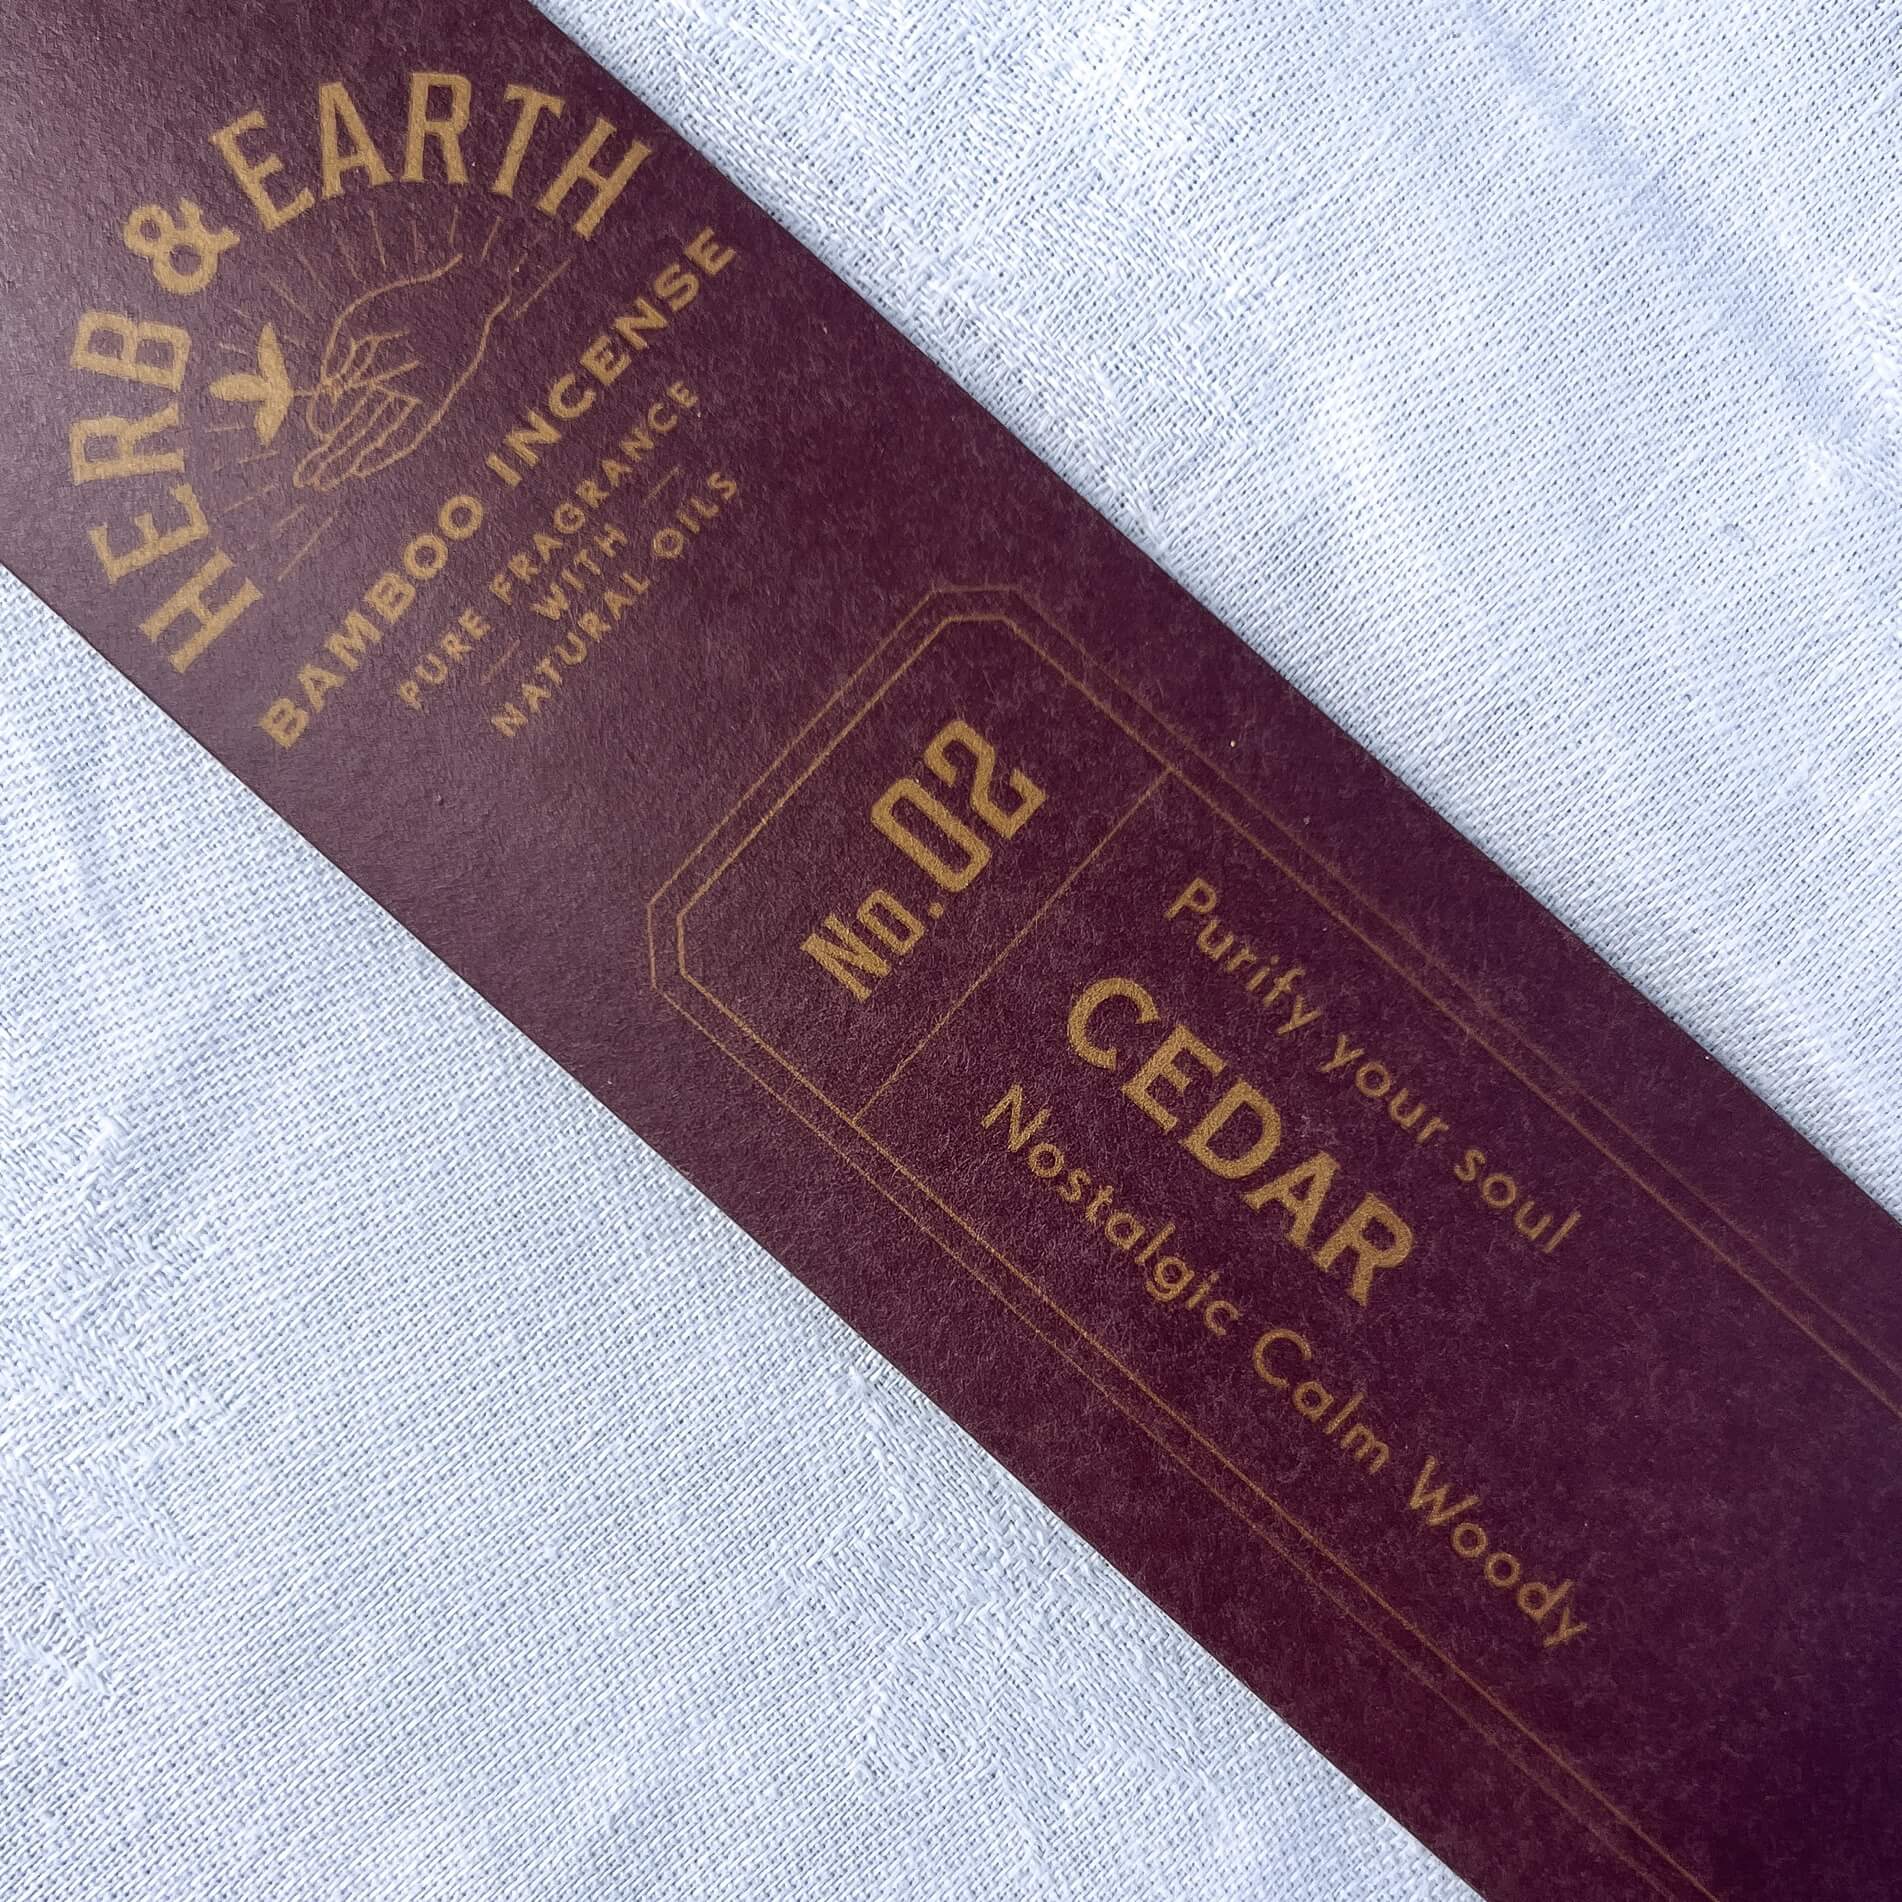 HERB & EARTH
BAMBOO INCENSE
PURE FRAGRANCE
WITH
NATURAL OILS
No.02
Purify your soul
CEDAR
Nostalgic Calm Woody